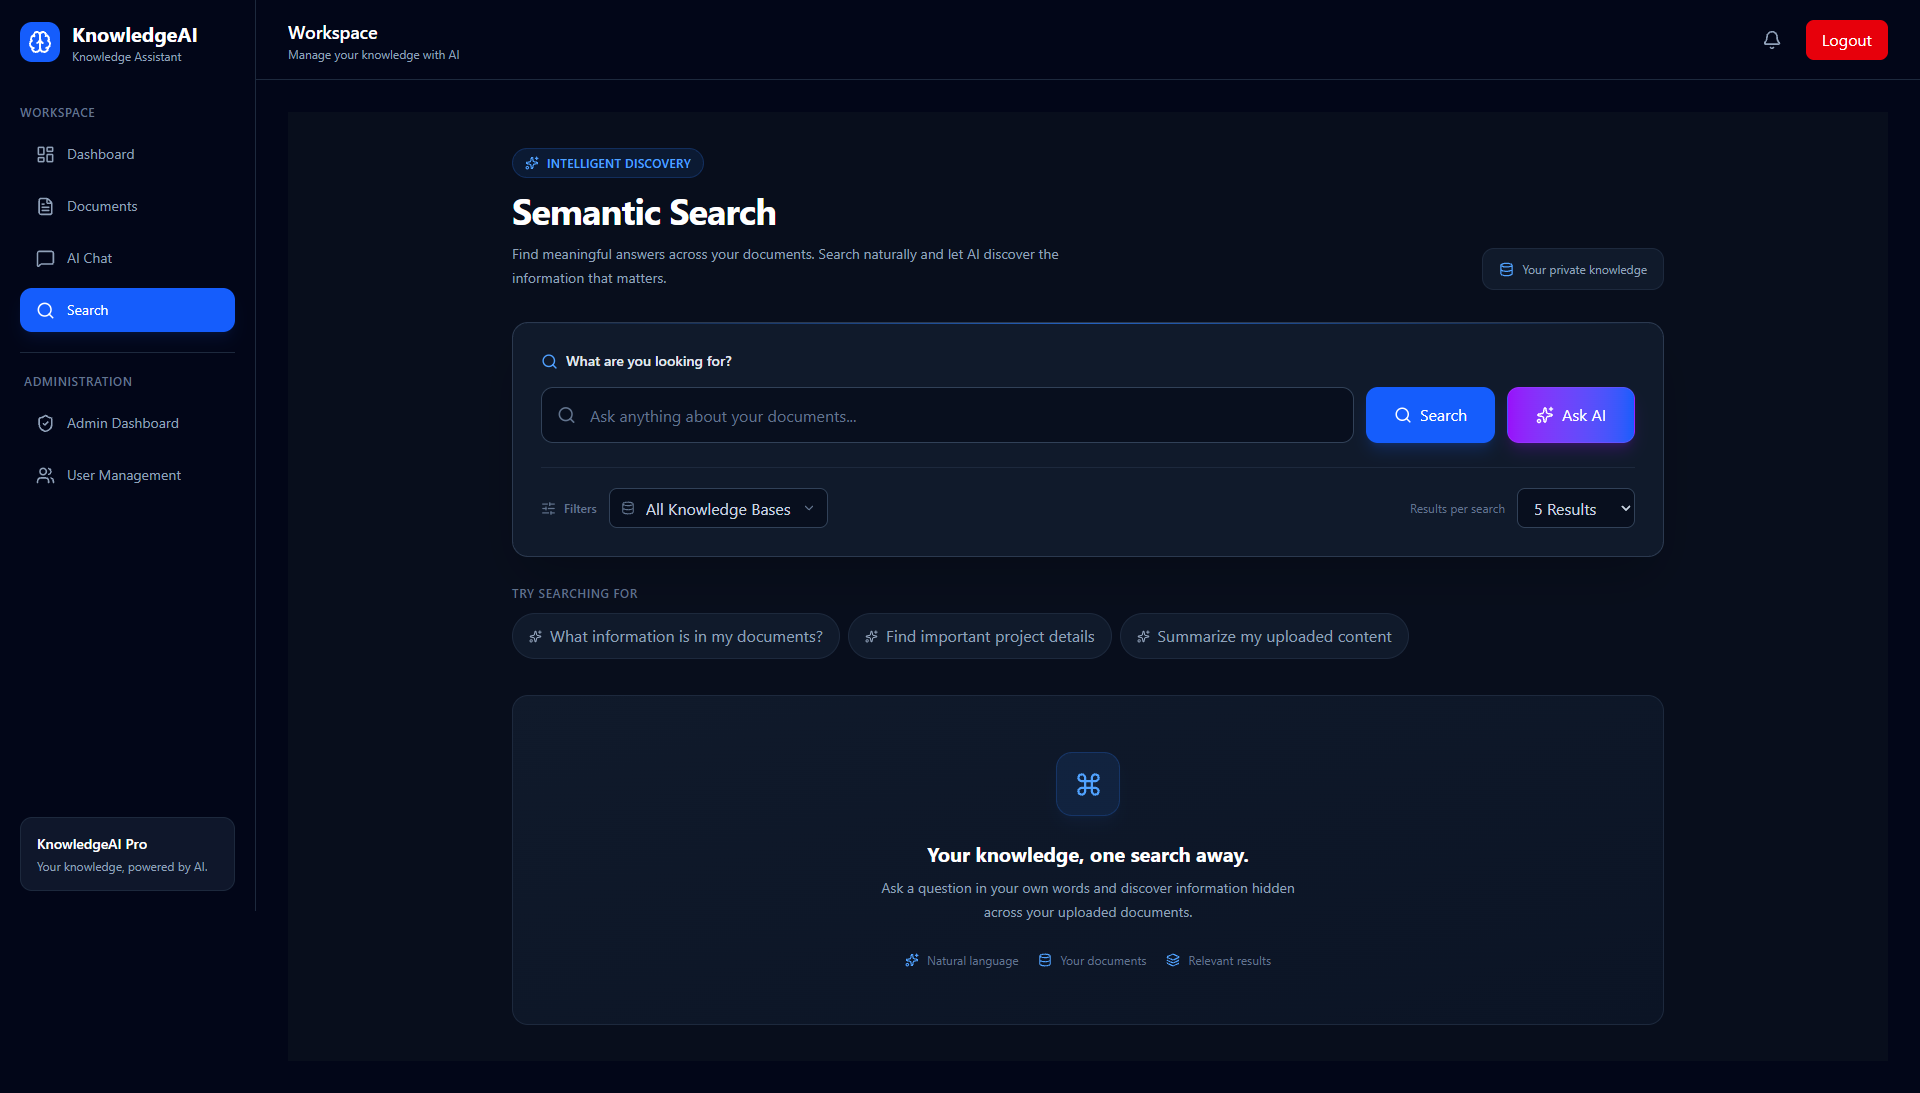 KnowledgeAI
Knowledge Assistant
WORKSPACE
Dashboard
Documents
AI Chat
Search
ADMINISTRATION
Admin Dashboard
User Management
KnowledgeAI Pro
Your knowledge, powered by AI.
Workspace
Manage your knowledge with AI
Logout
INTELLIGENT DISCOVERY
Semantic Search
Find meaningful answers across your documents. Search naturally and let AI discover the
information that matters.
Your private knowledge
What are you looking for?
Ask anything about your documents...
Search
Ask AI
Filters
All Knowledge Bases
Results per search
5 Results
TRY SEARCHING FOR
What information is in my documents?
Find important project details
Summarize my uploaded content
Your knowledge, one search away.
Ask a question in your own words and discover information hidden
across your uploaded documents.
Natural language
Your documents
Relevant results